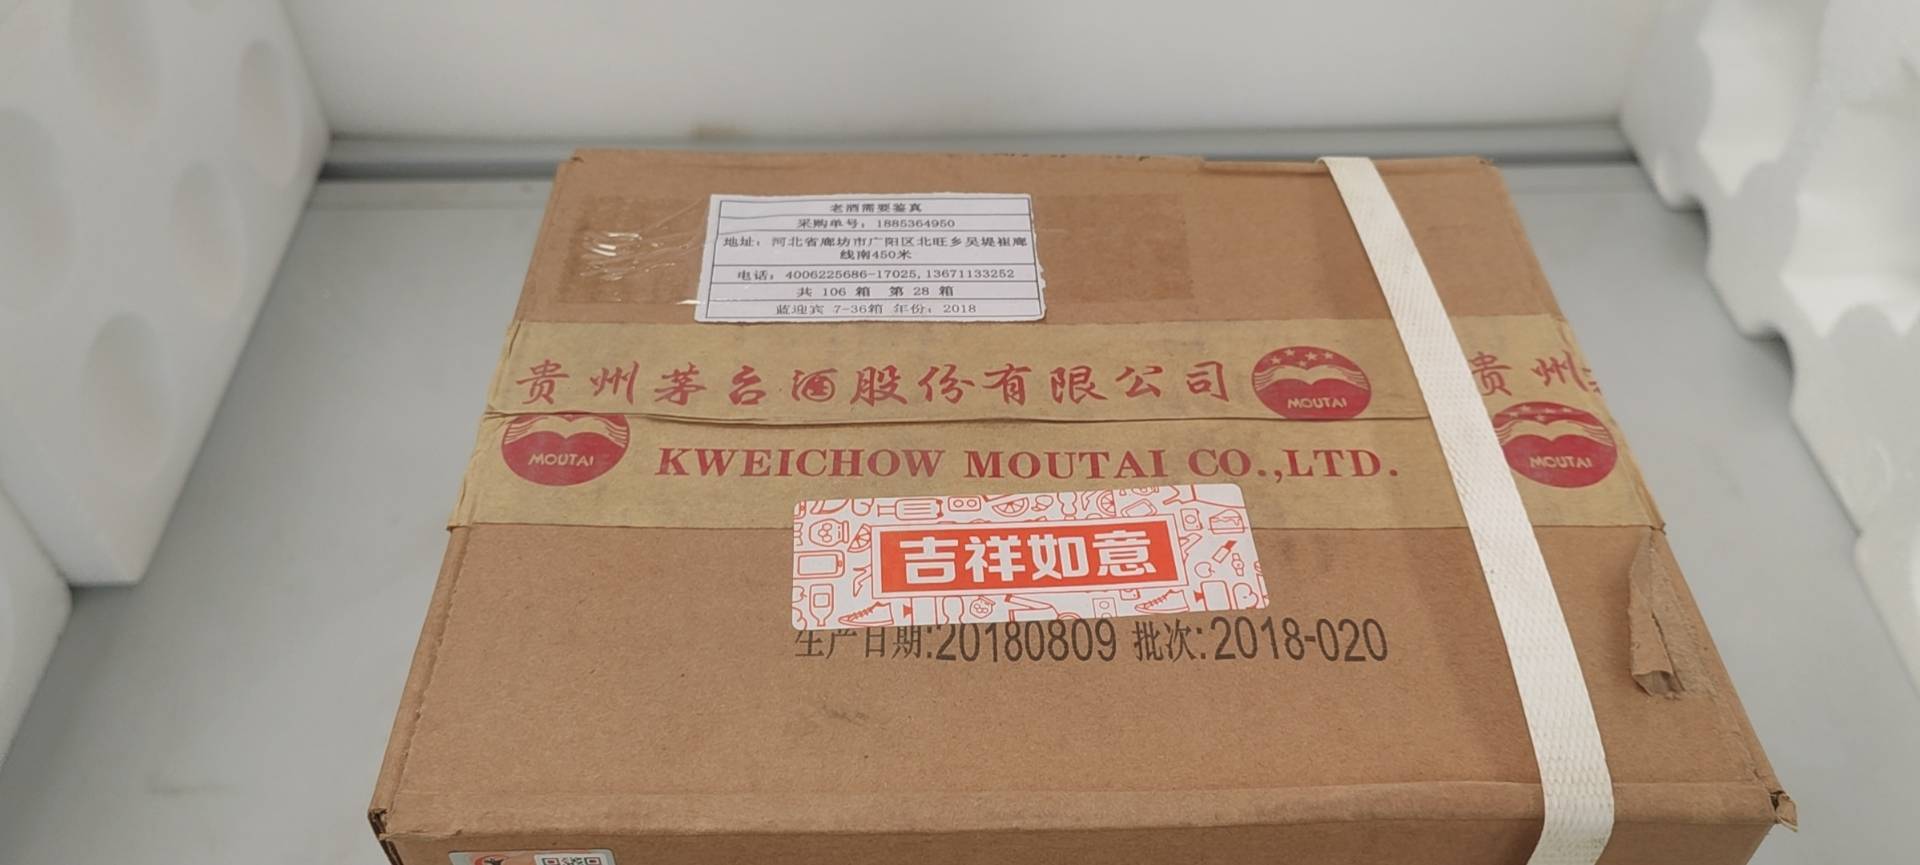 老酒需要鉴真
采购单号：1885364950
地址：河北省廊坊市广阳区北旺乡吴堤崔廊
线南450米
电话：4006225686-17025,13671133252
共 106 箱 第 28 箱
蓝迎宾 7-36箱 年份：2018
贵州茅台酒股份有限公司
MOUTAI
贵州
MOUTAI
KWEICHOW MOUTAI CO.,LTD.
MOUTAI
吉祥如意
生产日期:20180809 批次:2018-020